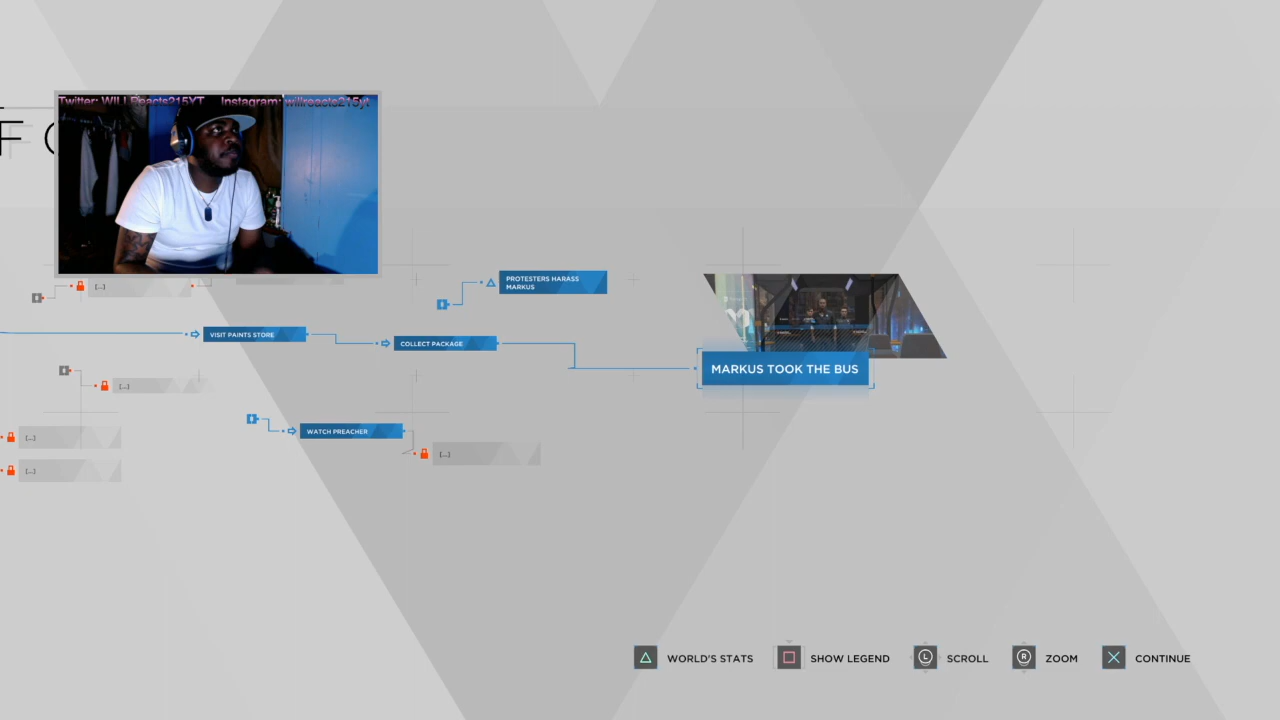 Twitter: WILLReacts215YT Instagram: willreacts215yt
F
PROTESTERS HARASS
MARKUS
[...]
VISIT PAINTS STORE
COLLECT PACKAGE
MARKUS TOOK THE BUS
[...]
WATCH PREACHER
[...]
[...]
[...]
WORLD'S STATS
SHOW LEGEND
L
SCROLL
R
ZOOM
CONTINUE